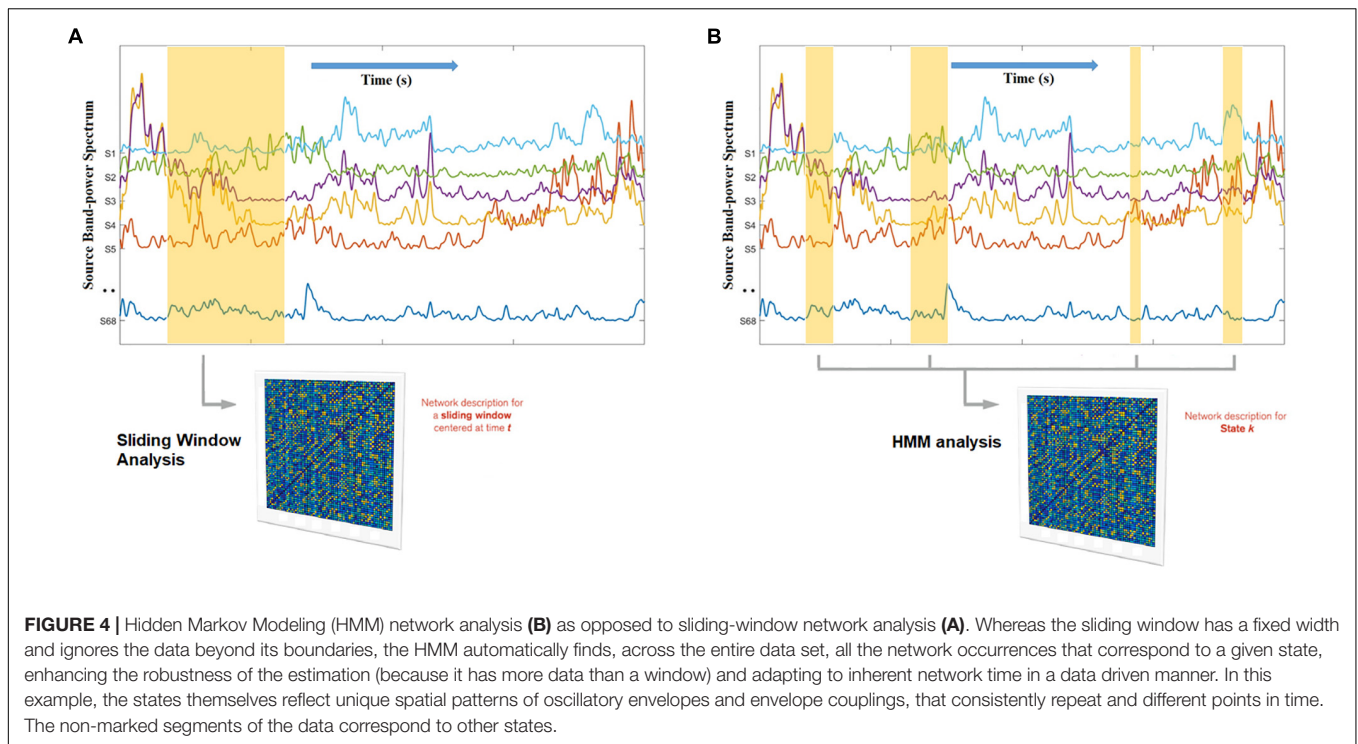 A
Time (s)
Source Band-power Spectrum
S1
S2
S3
S4
S5
..
S68
Sliding Window
Analysis
Network description for
a sliding window
centered at time t
B
Time (s)
Source Band-power Spectrum
S1
S2
S3
S4
S5
..
S68
HMM analysis
Network description for
State k
FIGURE 4 | Hidden Markov Modeling (HMM) network analysis (B) as opposed to sliding-window network analysis (A). Whereas the sliding window has a fixed width
and ignores the data beyond its boundaries, the HMM automatically finds, across the entire data set, all the network occurrences that correspond to a given state,
enhancing the robustness of the estimation (because it has more data than a window) and adapting to inherent network time in a data driven manner. In this
example, the states themselves reflect unique spatial patterns of oscillatory envelopes and envelope couplings, that consistently repeat and different points in time.
The non-marked segments of the data correspond to other states.